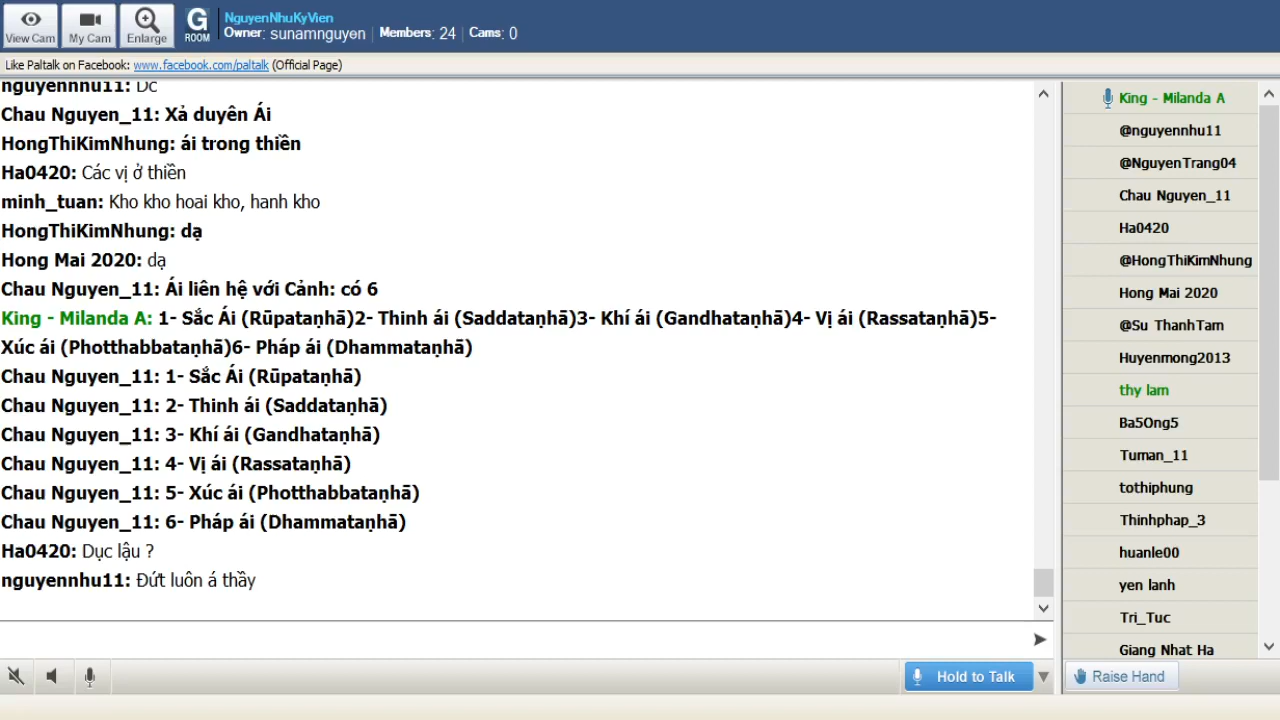 View Cam
My Cam
Enlarge
G
ROOM
NguyenNhuKyVien
Owner: sunamnguyen | Members: 24 | Cams: 0
Like Paltalk on Facebook: www.facebook.com/paltalk (Official Page)
nguyennhu11: Dc
Chau Nguyen_11: Xả duyên Ái
HongThiKimNhung: ái trong thiền
Ha0420: Các vị ở thiền
minh_tuan: Kho kho hoai kho, hanh kho
HongThiKimNhung: dạ
Hong Mai 2020: dạ
Chau Nguyen_11: Ái liên hệ với Cảnh: có 6
King - Milanda A: 1- Sắc Ái (Rūpataṇhā)2- Thinh ái (Saddataṇhā)3- Khí ái (Gandhataṇhā)4- Vị ái (Rassataṇhā)5-
Xúc ái (Photthabbataṇhā)6- Pháp ái (Dhammataṇhā)
Chau Nguyen_11: 1- Sắc Ái (Rūpataṇhā)
Chau Nguyen_11: 2- Thinh ái (Saddataṇhā)
Chau Nguyen_11: 3- Khí ái (Gandhataṇhā)
Chau Nguyen_11: 4- Vị ái (Rassataṇhā)
Chau Nguyen_11: 5- Xúc ái (Photthabbataṇhā)
Chau Nguyen_11: 6- Pháp ái (Dhammataṇhā)
Ha0420: Dục lậu ?
nguyennhu11: Đứt luôn á thầy
King - Milanda A
@nguyennhu11
@NguyenTrang04
Chau Nguyen_11
Ha0420
@HongThiKimNhung
Hong Mai 2020
@Su ThanhTam
Huyenmong2013
thy lam
Ba5Ong5
Tuman_11
tothiphung
Thinhphap_3
huanle00
yen lanh
Tri_Tuc
Giang Nhat Ha
Hold to Talk
Raise Hand